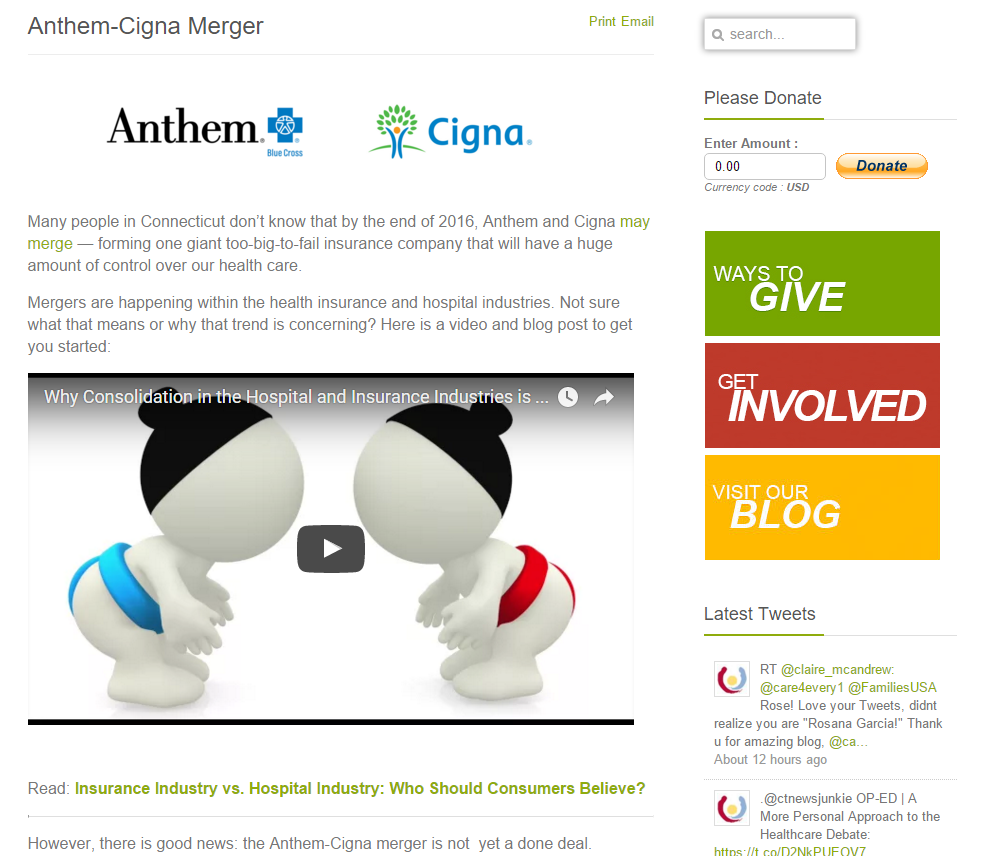 Anthem-Cigna Merger
Print Email
Anthem.
Blue Cross
Cigna®
Many people in Connecticut don’t know that by the end of 2016, Anthem and Cigna may
merge — forming one giant too-big-to-fail insurance company that will have a huge
amount of control over our health care.
Mergers are happening within the health insurance and hospital industries. Not sure
what that means or why that trend is concerning? Here is a video and blog post to get
you started:
Why Consolidation in the Hospital and Insurance Industries is ...
Read: Insurance Industry vs. Hospital Industry: Who Should Consumers Believe?
However, there is good news: the Anthem-Cigna merger is not  yet a done deal.
search...
Please Donate
Enter Amount :
0.00
Donate
Currency code : USD
WAYS TO
GIVE
GET
INVOLVED
VISIT OUR
BLOG
Latest Tweets
RT @claire_mcandrew:
@care4every1 @FamiliesUSA
Rose! Love your Tweets, didnt
realize you are "Rosana Garcia!" Thank
u for amazing blog, @ca...
About 12 hours ago
.@ctnewsjunkie OP-ED | A
More Personal Approach to the
Healthcare Debate:
https://t.co/D2NkPUFOV7